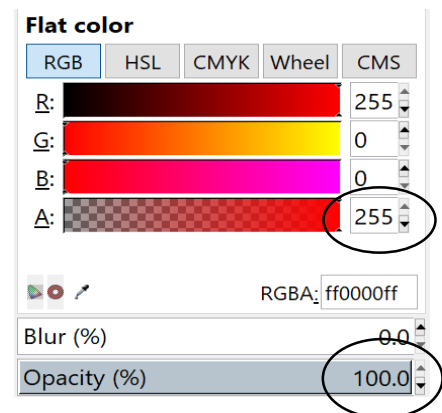 Flat color
RGB HSL CMYK Wheel CMS
R: 255
G: 0
B: 0
A: 255
RGBA: ff0000ff
Blur (%) 0.0
Opacity (%) 100.0